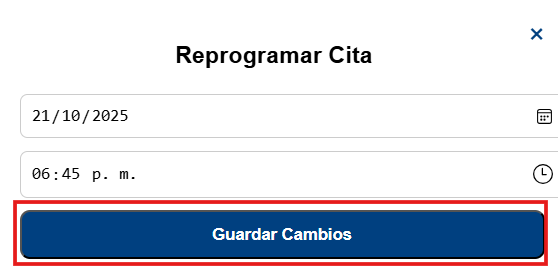 ×
Reprogramar Cita
21/10/2025
06:45 p. m.
Guardar Cambios